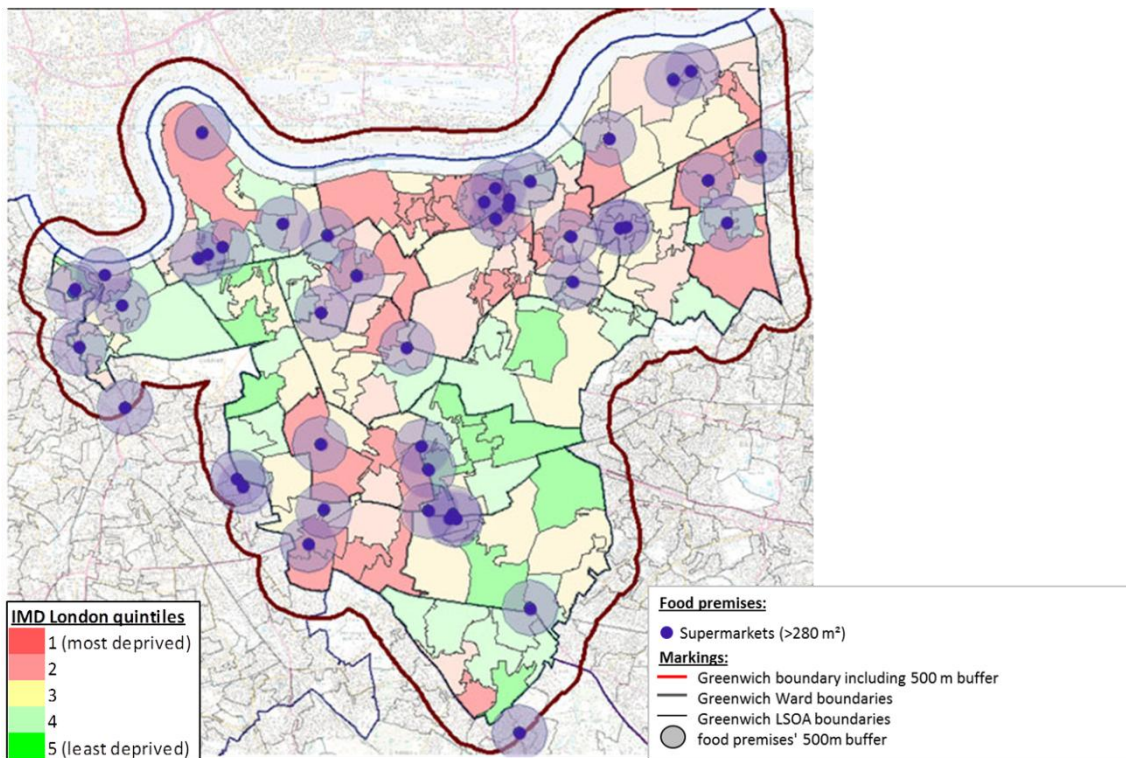 IMD London quintiles
1 (most deprived)
2
3
4
5 (least deprived)
Food premises:
Supermarkets (>280 m²)
Markings:
Greenwich boundary including 500 m buffer
Greenwich Ward boundaries
Greenwich LSOA boundaries
food premises' 500m buffer